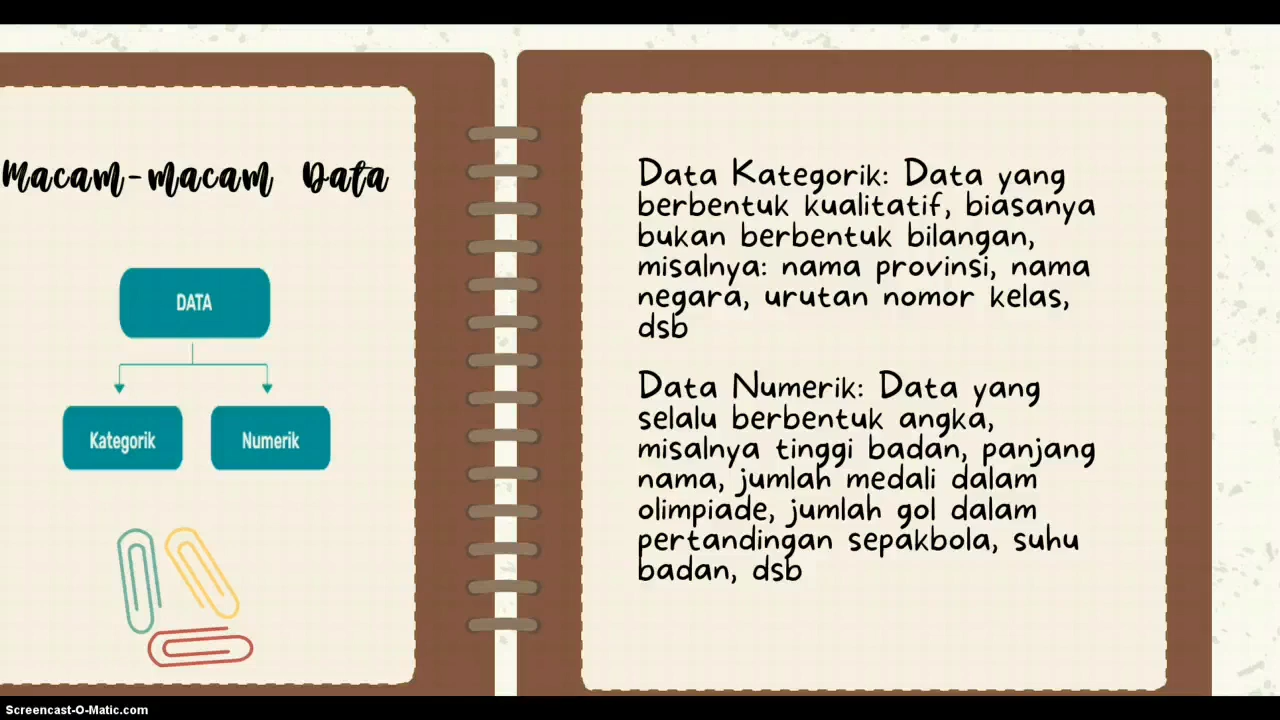 Macam-macam Data
DATA
Kategorik
Numerik
Data Kategorik: Data yang
berbentuk kualitatif, biasanya
bukan berbentuk bilangan,
misalnya: nama provinsi, nama
negara, urutan nomor kelas,
dsb
Data Numerik: Data yang
selalu berbentuk angka,
misalnya tinggi badan, panjang
nama, jumlah medali dalam
olimpiade, jumlah gol dalam
pertandingan sepakbola, suhu
badan, dsb
Screencast-O-Matic.com